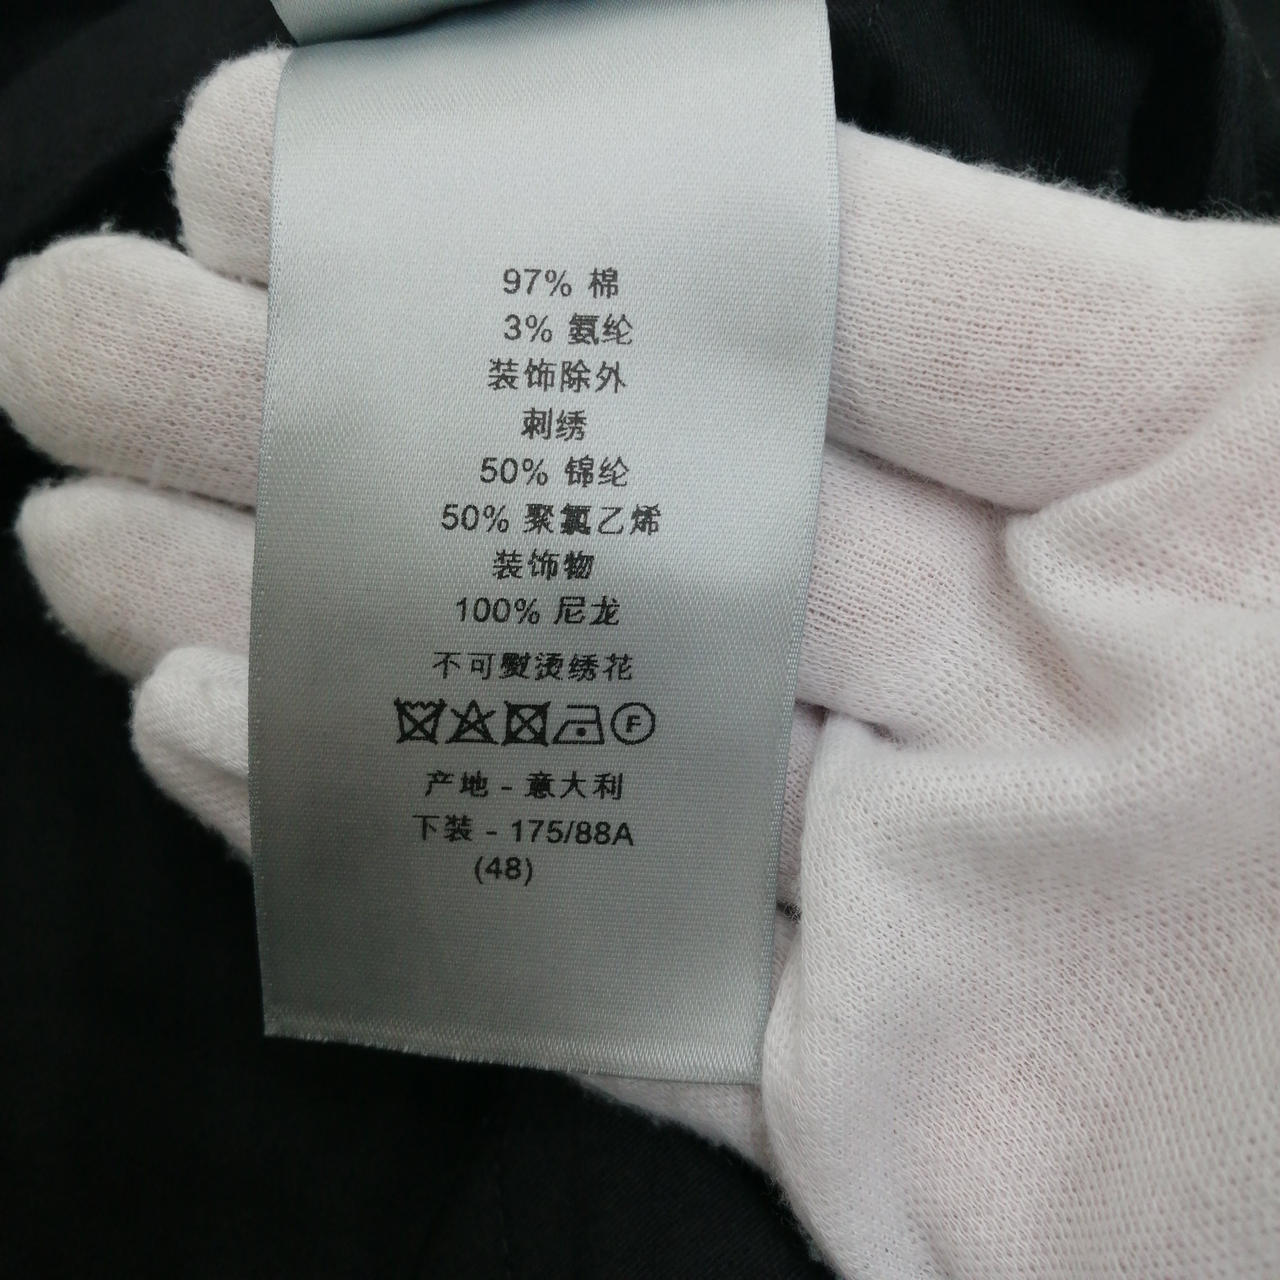 97% 棉
3% 氨纶
装饰除外
刺绣
50% 锦纶
50% 聚氯乙烯
装饰物
100% 尼龙
不可熨烫绣花
F
产地 - 意大利
下装 - 175/88A
(48)